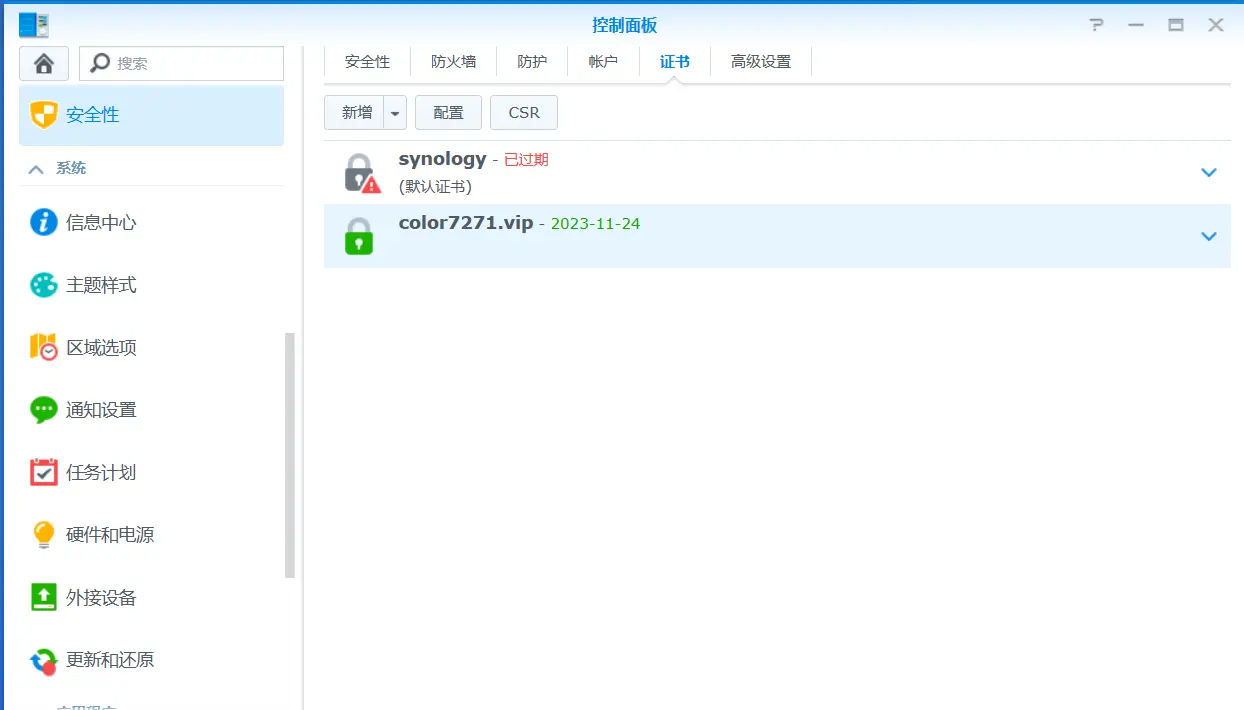 控制面板
搜索
安全性
防火墙
防护
帐户
证书
高级设置
安全性
新增
配置
CSR
系统
synology - 已过期
(默认证书)
color7271.vip - 2023-11-24
信息中心
主题样式
区域选项
通知设置
任务计划
硬件和电源
外接设备
更新和还原